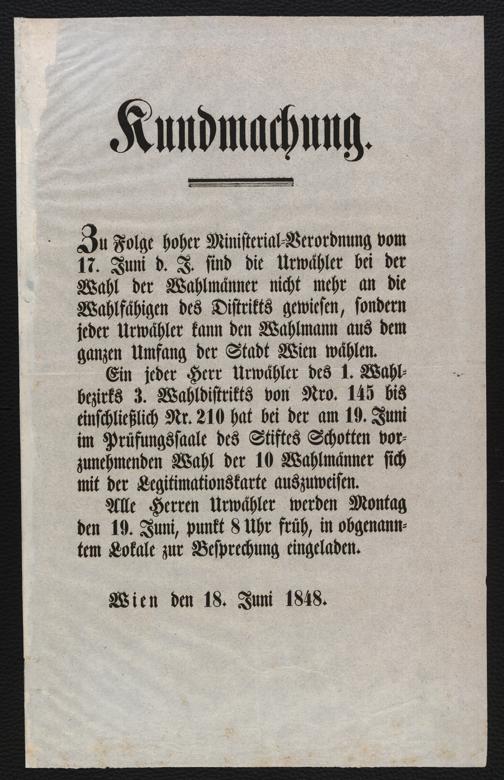 Kundmachung.
Zu Folge hoher Ministerial-Verordnung vom
17. Juni d. J. sind die Urwähler bei der
Wahl der Wahlmänner nicht mehr an die
Wahlfähigen des Distrikts gewiesen, sondern
jeder Urwähler kann den Wahlmann aus dem
ganzen Umfang der Stadt Wien wählen.
Ein jeder Herr Urwähler des 1. Wahl-
bezirks 3. Wahldistrikts von Nro. 145 bis
einschließlich Nr. 210 hat bei der am 19. Juni
im Prüfungssaale des Stiftes Schotten vor-
zunehmenden Wahl der 10 Wahlmänner sich
mit der Legitimationskarte auszuweisen.
Alle Herren Urwähler werden Montag
den 19. Juni, punkt 8 Uhr früh, in obgenann-
tem Lokale zur Besprechung eingeladen.
Wien den 18. Juni 1848.